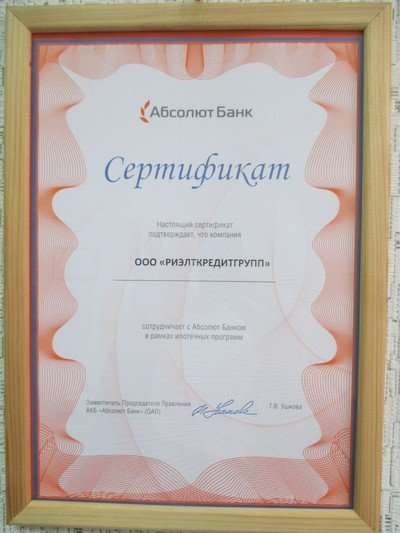 Абсолют Банк
Сертификат
Настоящий сертификат
подтверждает, что компания
ООО «РИЭЛТКРЕДИТГРУПП»
сотрудничает с Абсолют Банком
в рамках ипотечных программ
Заместитель Председателя Правления
АКБ «Абсолют Банк» (ОАО)
Т.В. Ушкова